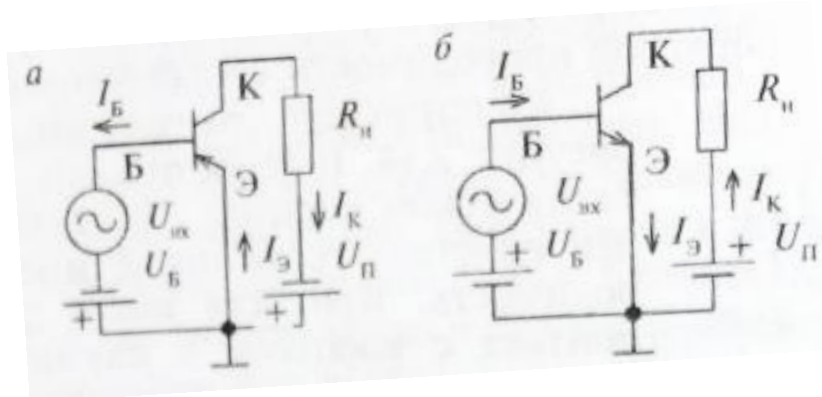 а
I_Б
К
R_н
Б
Э
U_вх
I_К
U_Б
I_Э
U_П
+
+
б
I_Б
К
R_н
Б
Э
U_вх
I_К
+
U_Б
I_Э
+
U_П